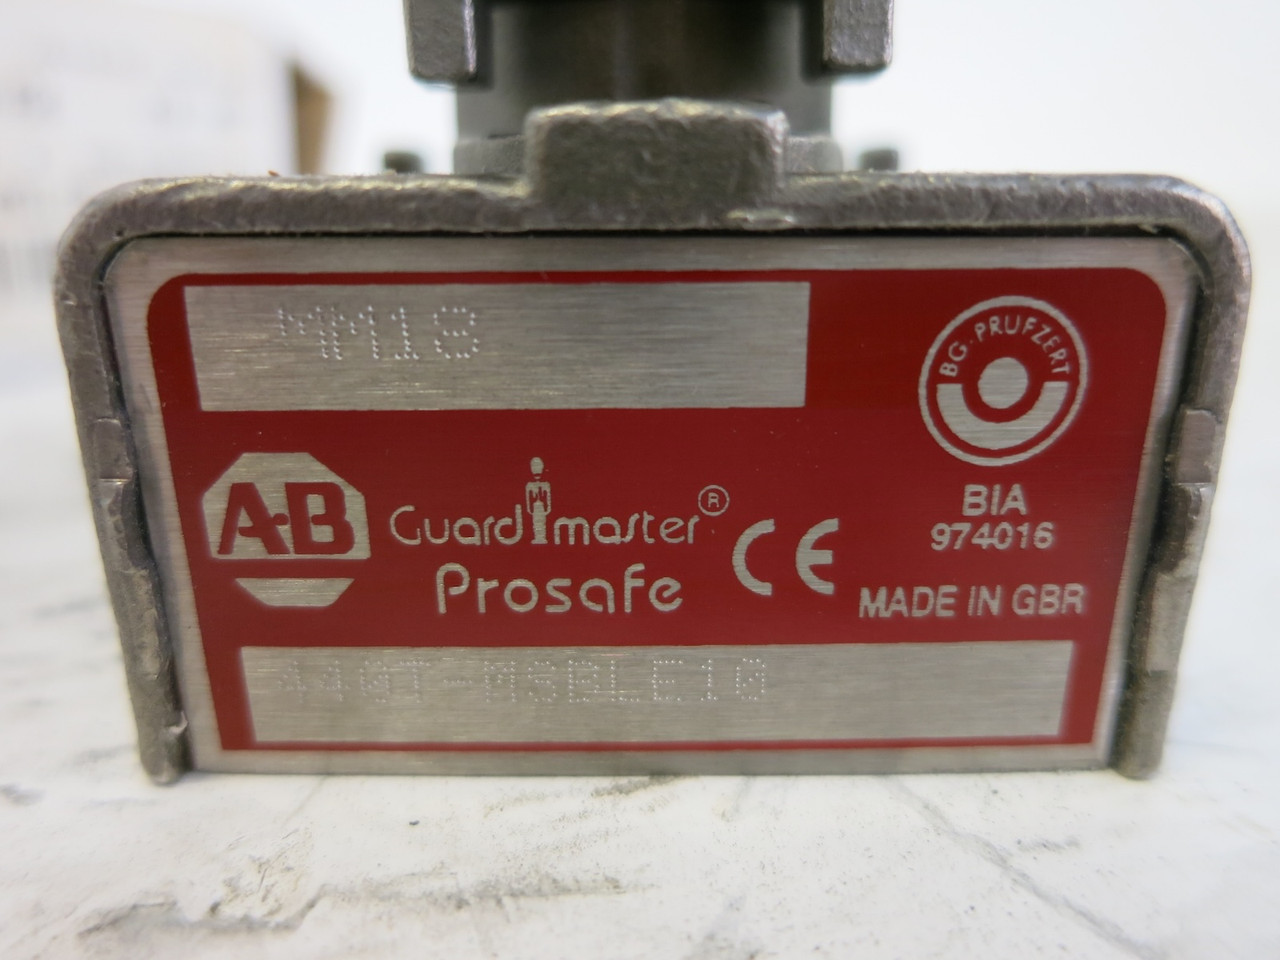 MM18
BG-PRUFZERT
A-B
Guardmaster®
Prosafe
CE
BIA
974016
MADE IN GBR
440T-MSBLE10